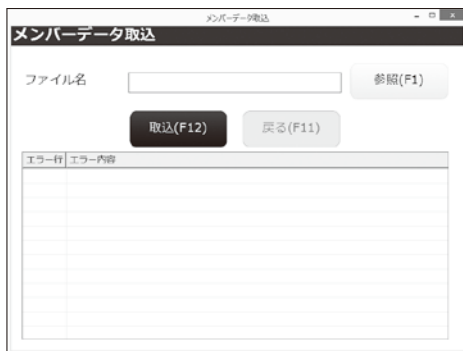 メンバーデータ取込
メンバーデータ取込
ファイル名
参照(F1)
取込(F12)
戻る(F11)
エラー行 エラー内容